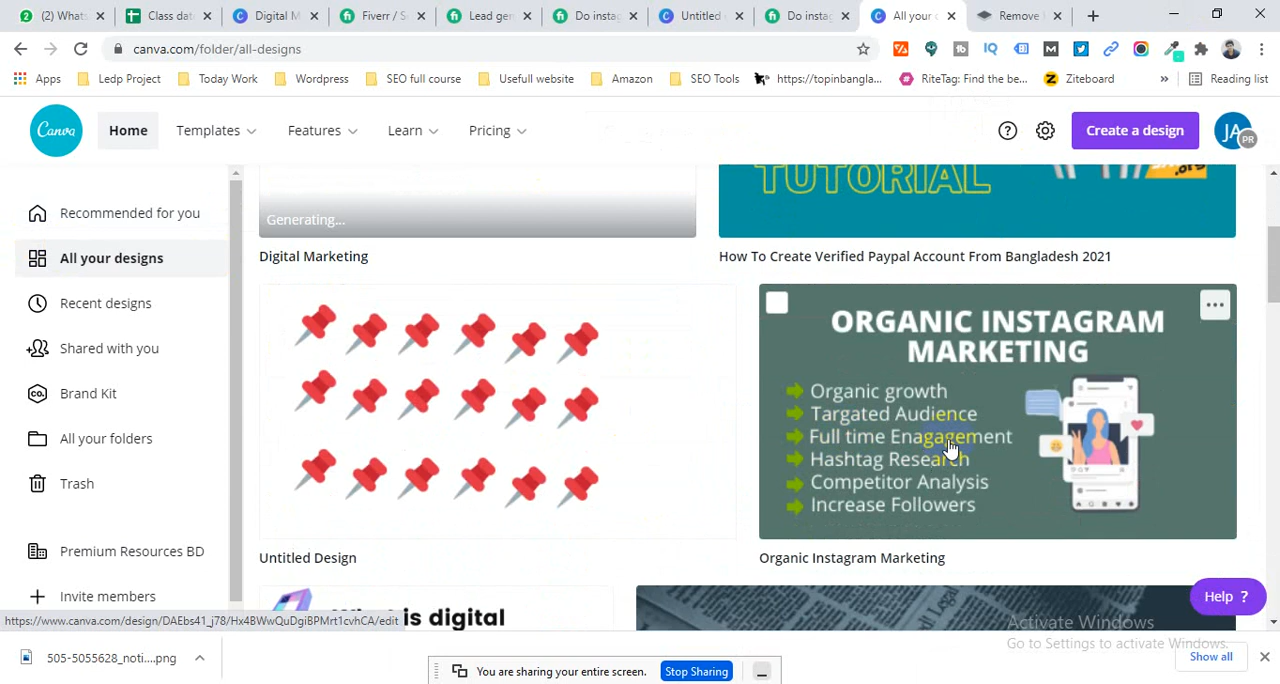 Whats
Class dat
Digital M
Fiverr / S
Lead gen
Do instag
Untitled
Do instag
All your
Remove
canva.com/folder/all-designs
Apps
Ledp Project
Today Work
Wordpress
SEO full course
Usefull website
Amazon
SEO Tools
https://topinbangla...
RiteTag: Find the be...
Ziteboard
»
Reading list
Canva
Home
Templates
Features
Learn
Pricing
Create a design
JA
PR
Recommended for you
All your designs
Recent designs
Shared with you
Brand Kit
All your folders
Trash
Premium Resources BD
Invite members
Generating...
Digital Marketing
TUTORIAL
.org
How To Create Verified Paypal Account From Bangladesh 2021
Untitled Design
ORGANIC INSTAGRAM
MARKETING
Organic growth
Targated Audience
Full time Enagagement
Hashtag Research
Competitor Analysis
Increase Followers
Organic Instagram Marketing
is digital
Help ?
https://www.canva.com/design/DAEbs41_j78/Hx4BWwQuDgiBPMrt1cvhCA/edit
Activate Windows
Go to Settings to activate Windows.
505-5055628_noti....png
Show all
You are sharing your entire screen.
Stop Sharing